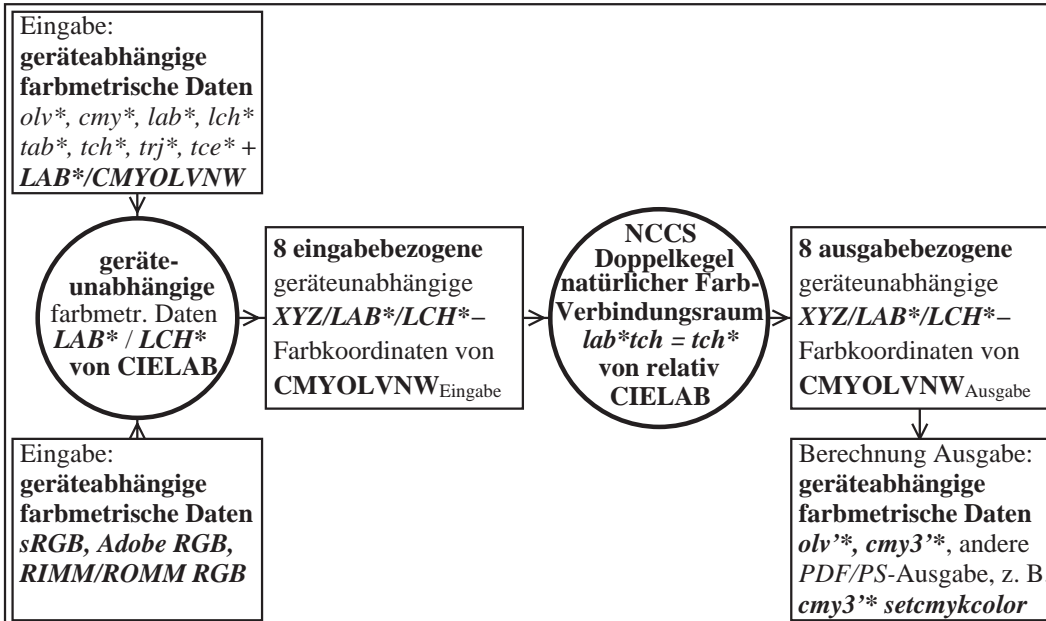 Eingabe:
geräteabhängige
farbmetrische Daten
olv*, cmy*, lab*, lch*
tab*, tch*, trj*, tce* +
LAB*/CMYOLVNW
geräte-
unabhängige
farbmetr. Daten
LAB* / LCH*
von CIELAB
Eingabe:
geräteabhängige
farbmetrische Daten
sRGB, Adobe RGB,
RIMM/ROMM RGB
8 eingabebezogene
geräteunabhängige
XYZ/LAB*/LCH*–
Farbkoordinaten von
CMYOLVNWEingabe
NCCS
Doppelkegel
natürlicher Farb-
Verbindungsraum
lab*tch = tch*
von relativ
CIELAB
8 ausgabebezogene
geräteunabhängige
XYZ/LAB*/LCH*–
Farbkoordinaten von
CMYOLVNWAusgabe
Berechnung Ausgabe:
geräteabhängige
farbmetrische Daten
olv’*, cmy3’*, andere
PDF/PS-Ausgabe, z. B.
cmy3’* setcmykcolor